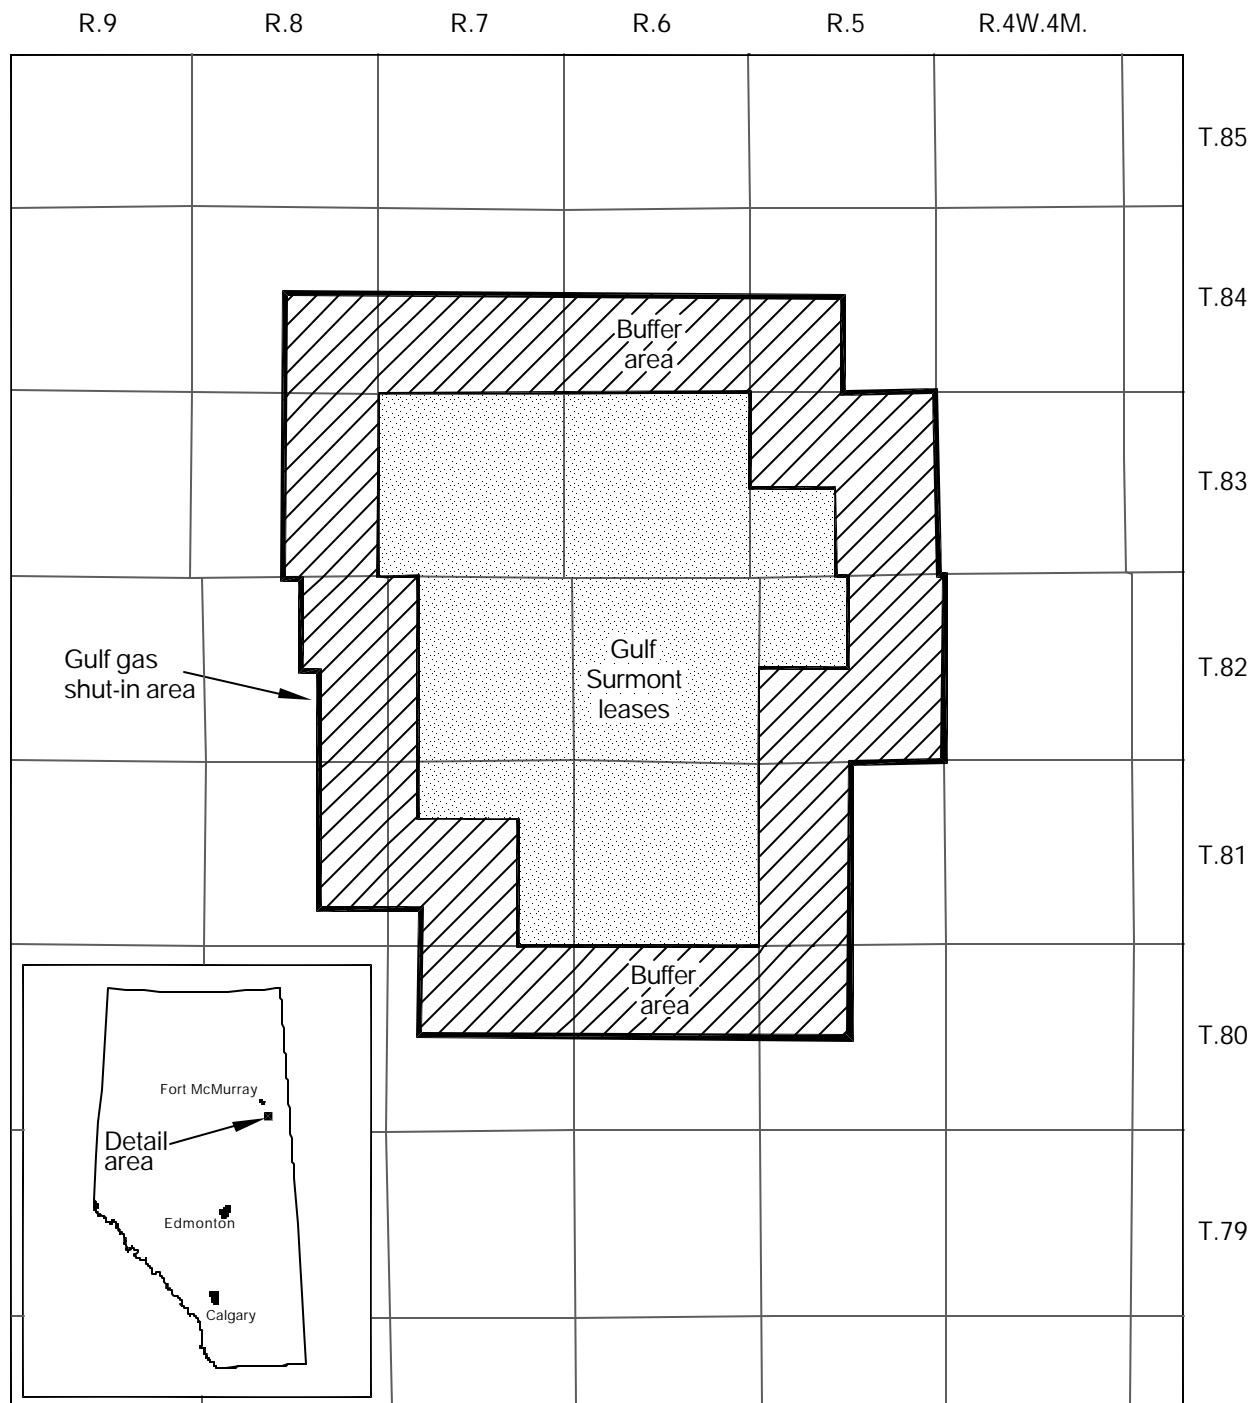 R.9 R.8 R.7 R.6 R.5 R.4W.4M.
T.85
T.84
Buffer
area
T.83
Gulf gas
shut-in area
Gulf
Surmont
leases
T.82
T.81
Buffer
area
T.80
Fort McMurray
Detail
area
Edmonton
T.79
Calgary